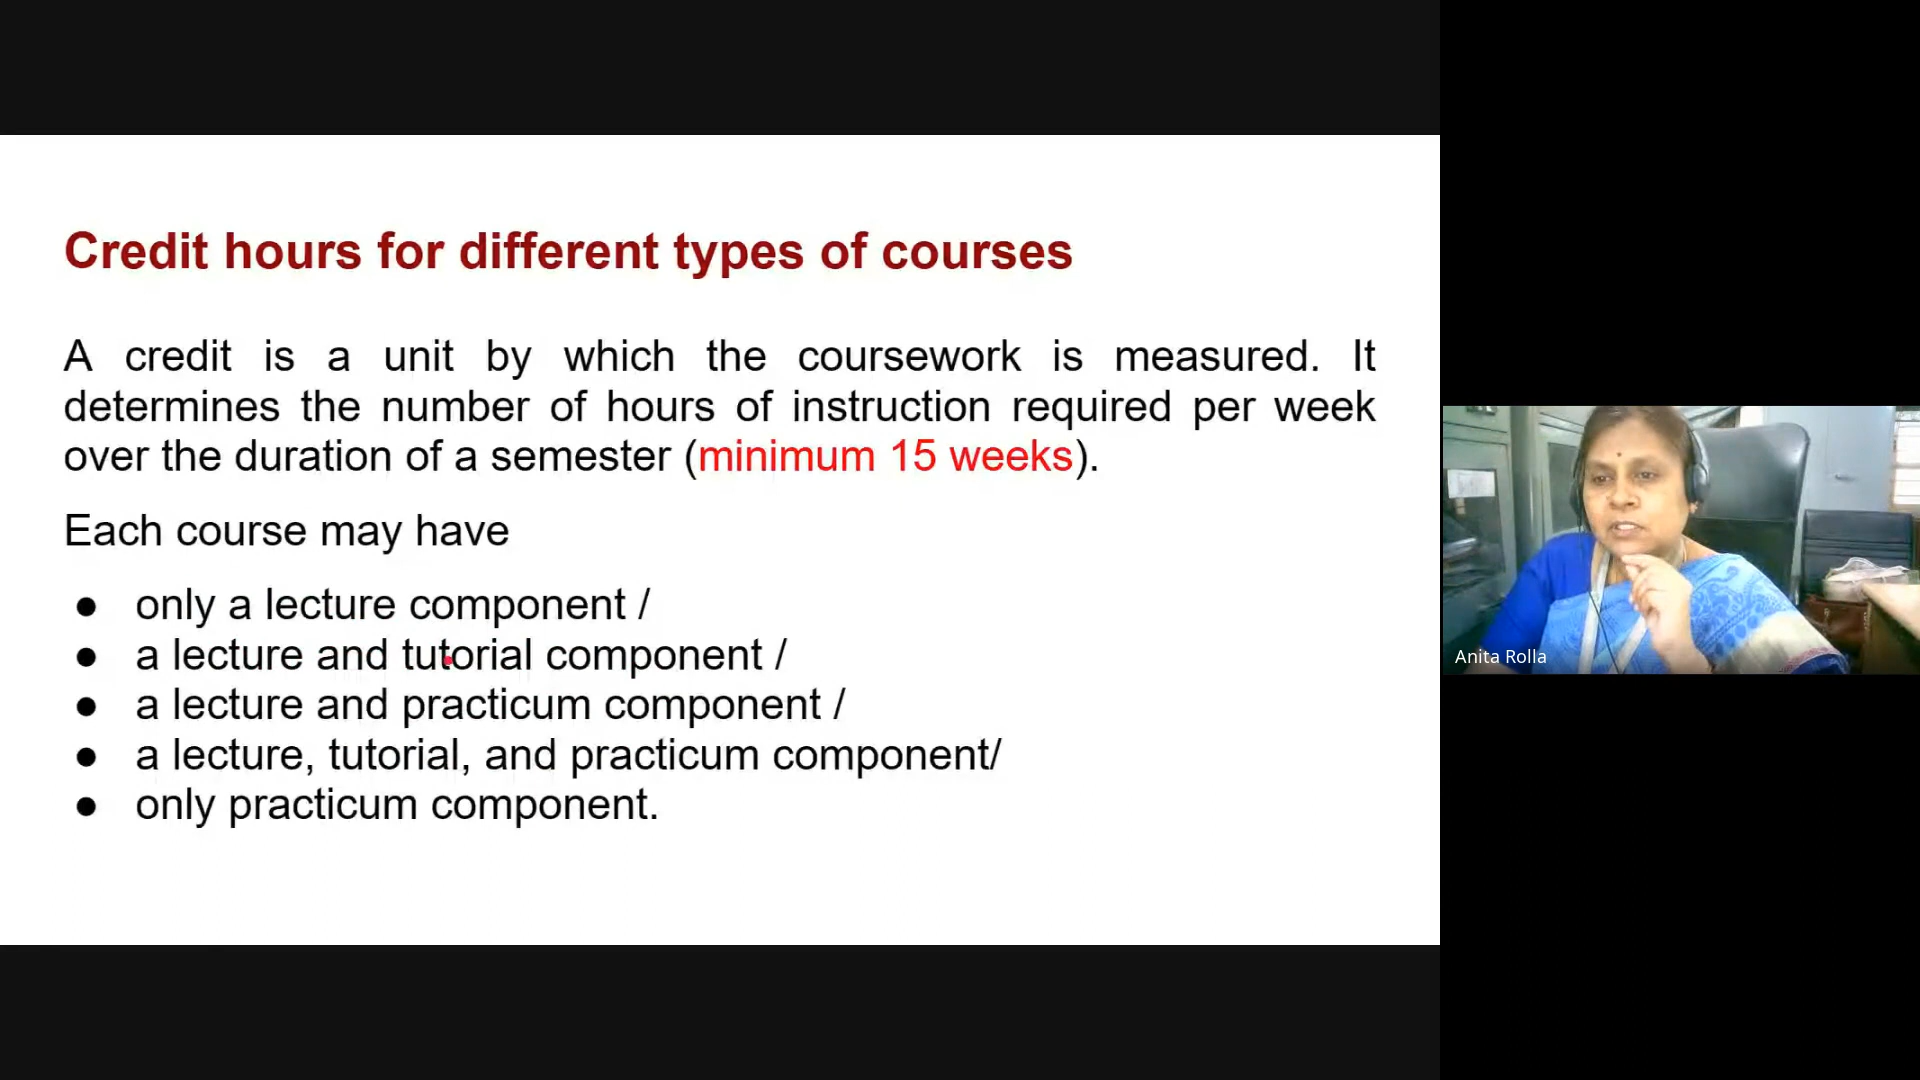 Credit hours for different types of courses
A credit is a unit by which the coursework is measured. It
determines the number of hours of instruction required per week
over the duration of a semester (minimum 15 weeks).
Each course may have
● only a lecture component /
● a lecture and tutorial component /
● a lecture and practicum component /
● a lecture, tutorial, and practicum component/
● only practicum component.
Anita Rolla